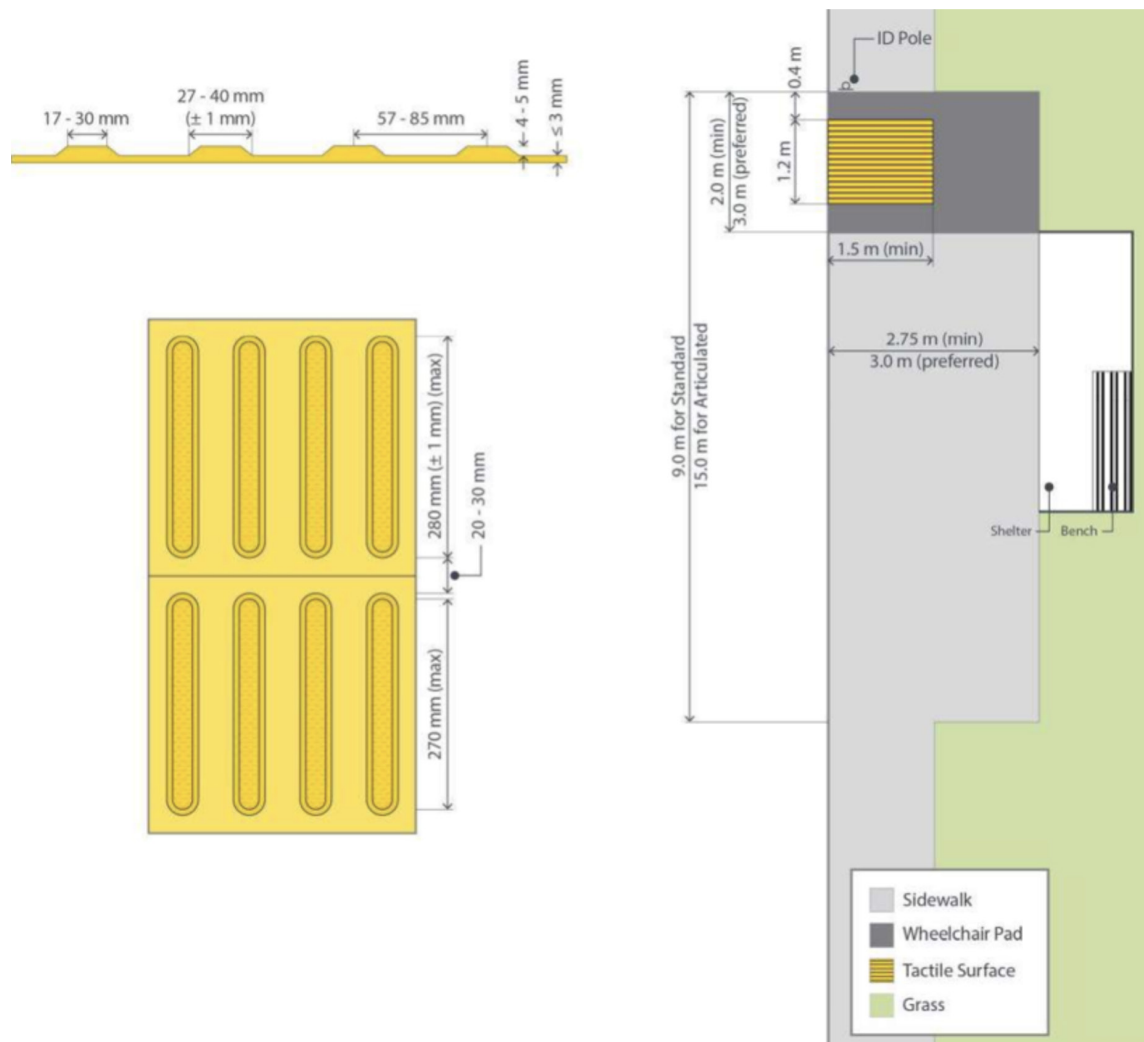 17 - 30 mm
27 - 40 mm
(± 1 mm)
57 - 85 mm
4 - 5 mm
≤ 3 mm
280 mm (± 1 mm) (max)
20 - 30 mm
270 mm (max)
ID Pole
0.4 m
1.2 m
2.0 m (min)
3.0 m (preferred)
1.5 m (min)
2.75 m (min)
3.0 m (preferred)
9.0 m for Standard
15.0 m for Articulated
Shelter
Bench
Sidewalk
Wheelchair Pad
Tactile Surface
Grass